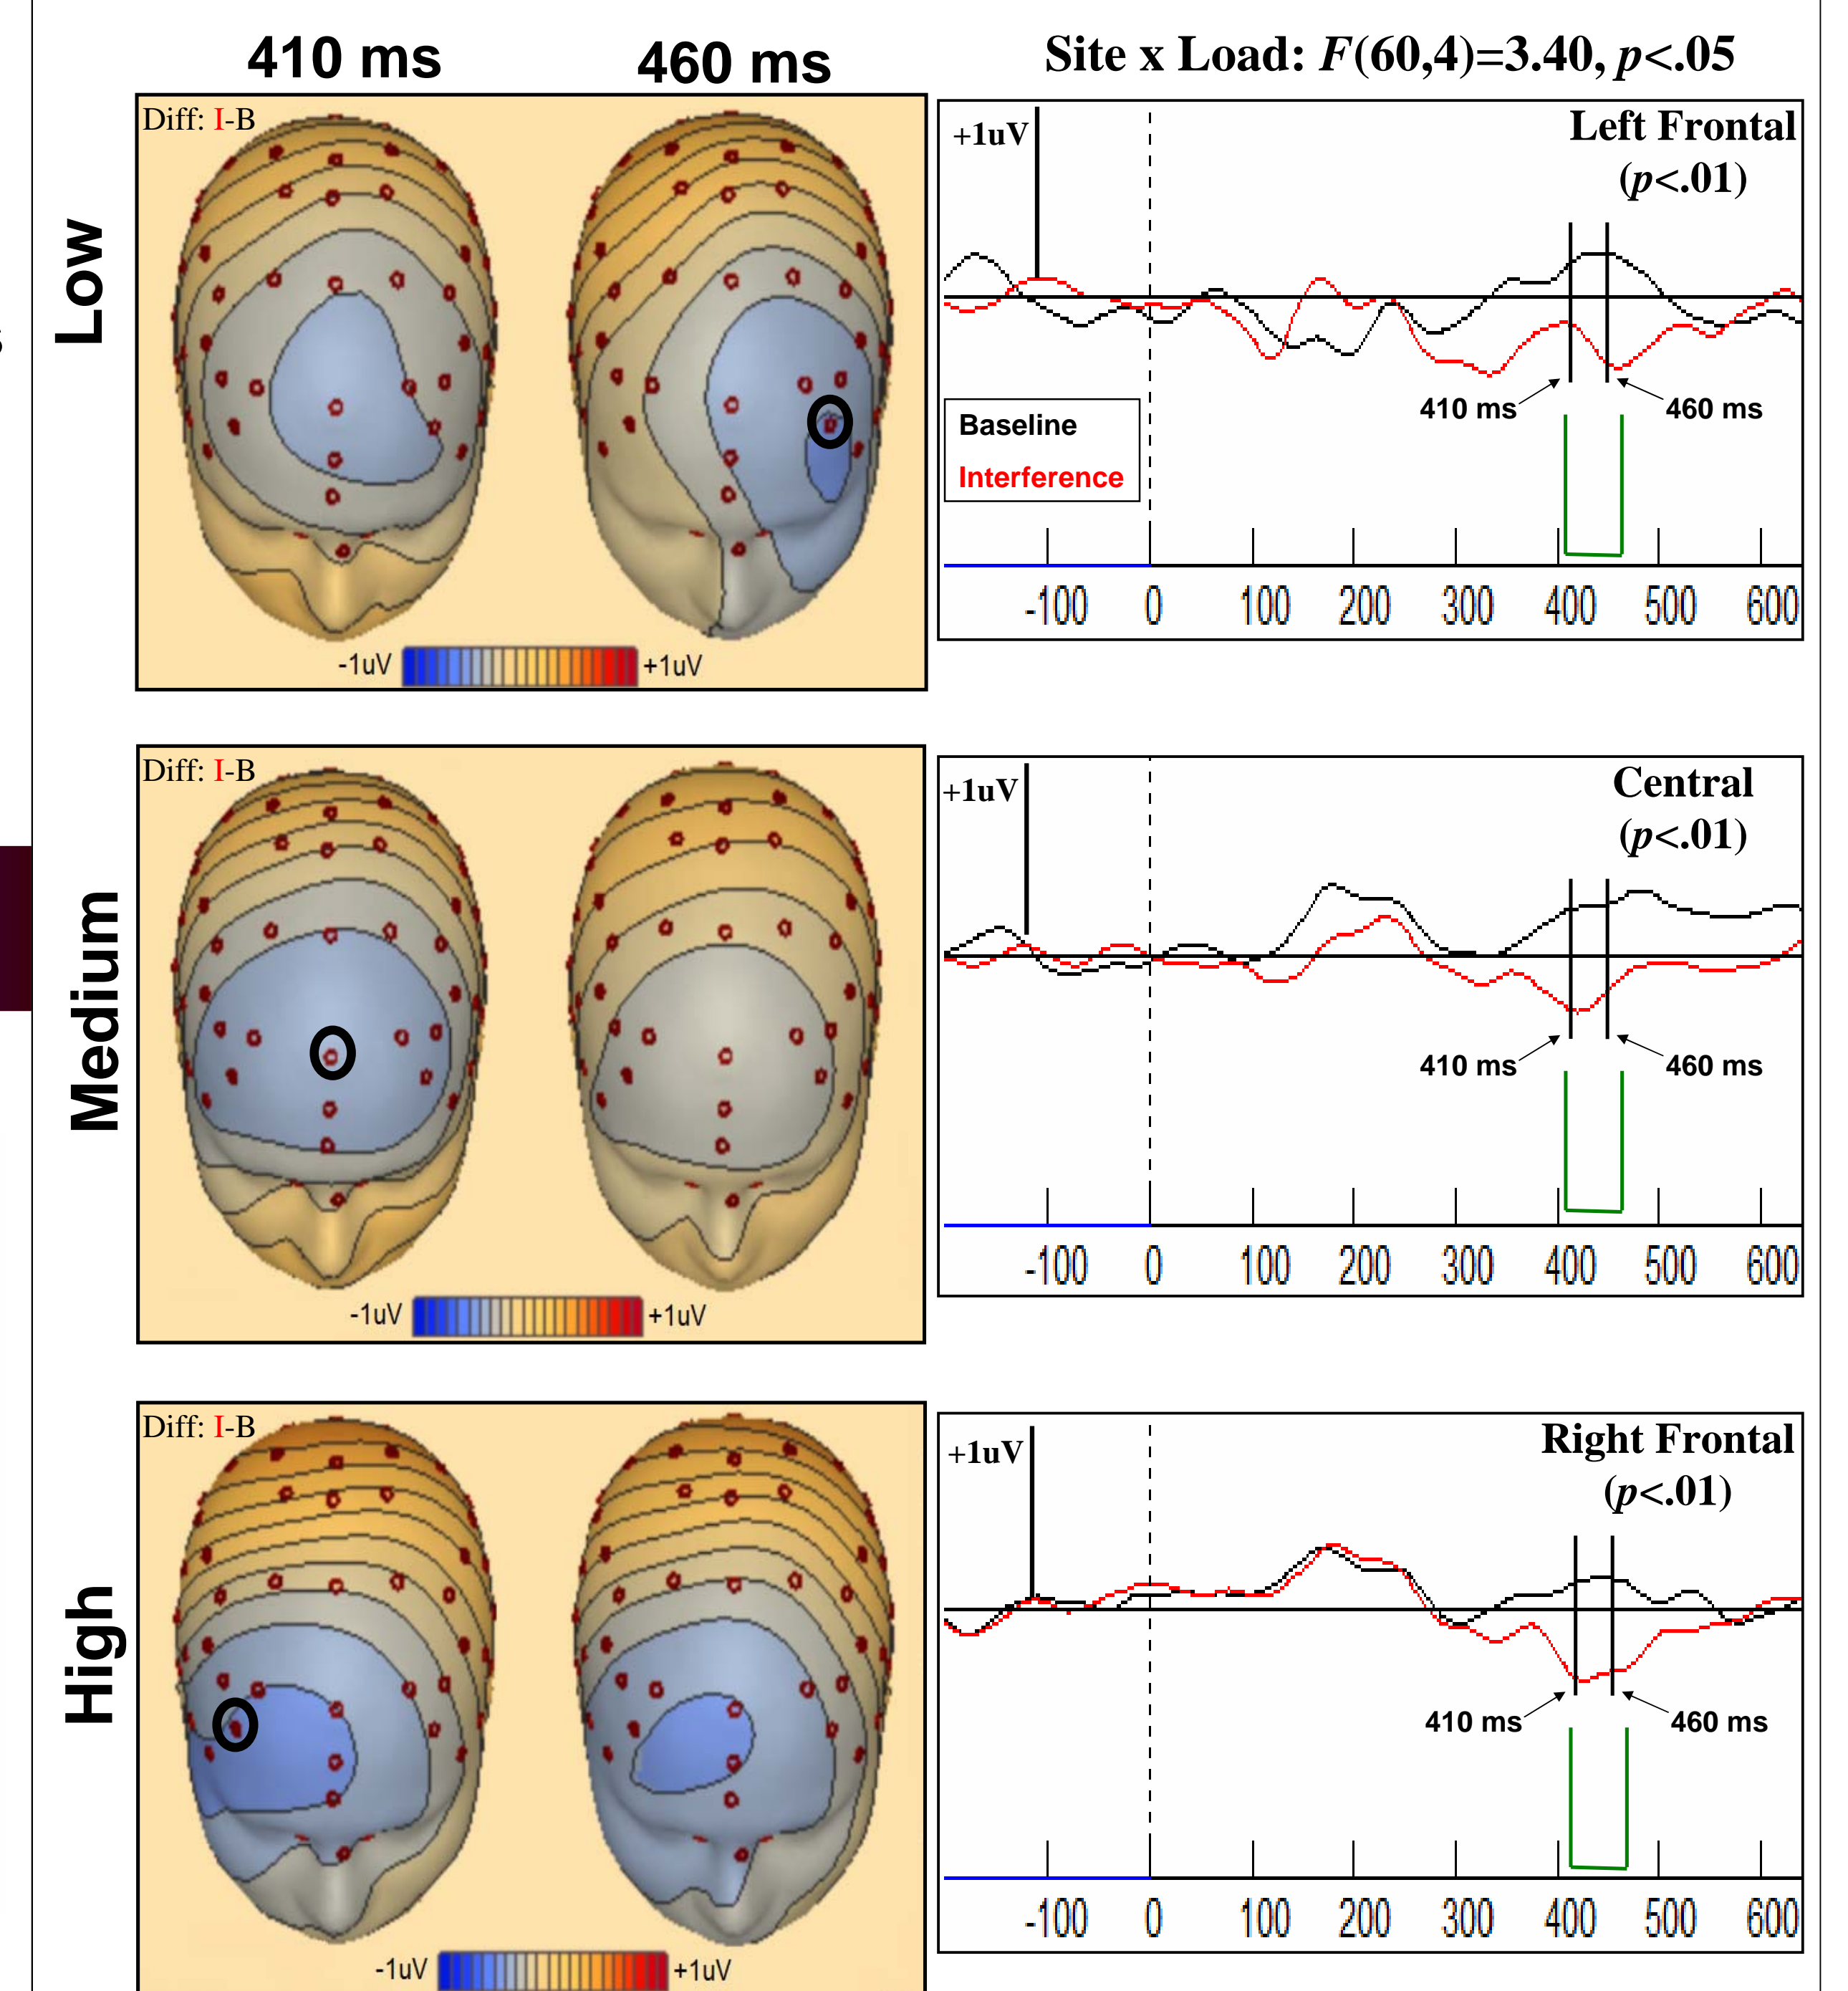 410 ms
460 ms
Site x Load: F(60,4)=3.40, p<.05
Low
Diff: I-B
-1uV
+1uV
+1uV
Left Frontal
(p<.01)
410 ms
460 ms
Baseline
Interference
-100 0 100 200 300 400 500 600
Medium
Diff: I-B
-1uV
+1uV
+1uV
Central
(p<.01)
410 ms
460 ms
-100 0 100 200 300 400 500 600
High
Diff: I-B
-1uV
+1uV
+1uV
Right Frontal
(p<.01)
410 ms
460 ms
-100 0 100 200 300 400 500 600